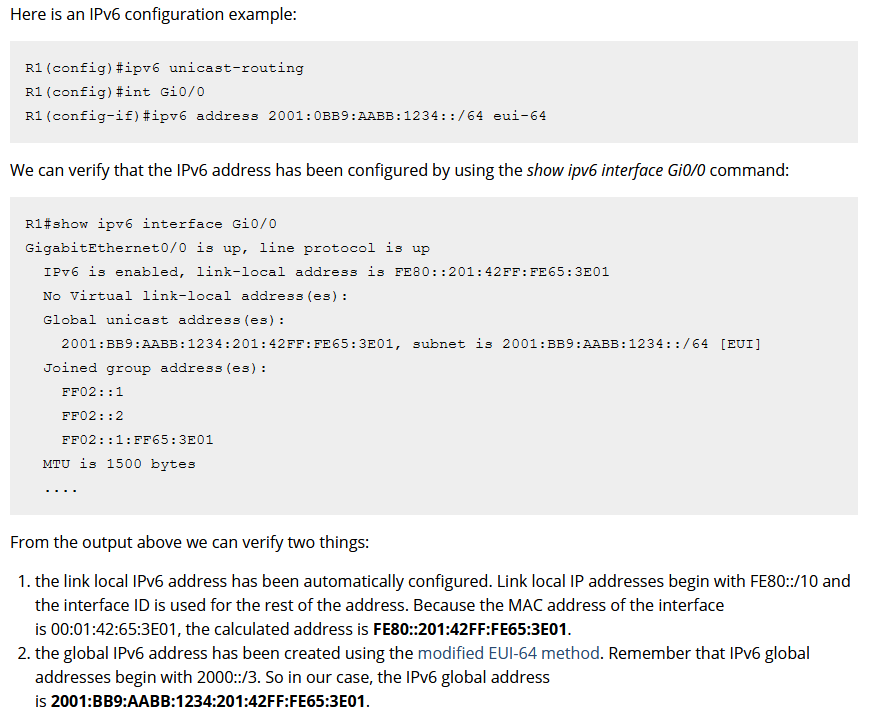 Here is an IPv6 configuration example:
R1(config)#ipv6 unicast-routing
R1(config)#int Gi0/0
R1(config-if)#ipv6 address 2001:0BB9:AABB:1234::/64 eui-64
We can verify that the IPv6 address has been configured by using the show ipv6 interface Gi0/0 command:
R1#show ipv6 interface Gi0/0
GigabitEthernet0/0 is up, line protocol is up
IPv6 is enabled, link-local address is FE80::201:42FF:FE65:3E01
No Virtual link-local address(es):
Global unicast address(es):
2001:BB9:AABB:1234:201:42FF:FE65:3E01, subnet is 2001:BB9:AABB:1234::/64 [EUI]
Joined group address(es):
FF02::1
FF02::2
FF02::1:FF65:3E01
MTU is 1500 bytes
....
From the output above we can verify two things:
1. the link local IPv6 address has been automatically configured. Link local IP addresses begin with FE80::/10 and
the interface ID is used for the rest of the address. Because the MAC address of the interface
is 00:01:42:65:3E01, the calculated address is FE80::201:42FF:FE65:3E01.
2. the global IPv6 address has been created using the modified EUI-64 method. Remember that IPv6 global
addresses begin with 2000::/3. So in our case, the IPv6 global address
is 2001:BB9:AABB:1234:201:42FF:FE65:3E01.